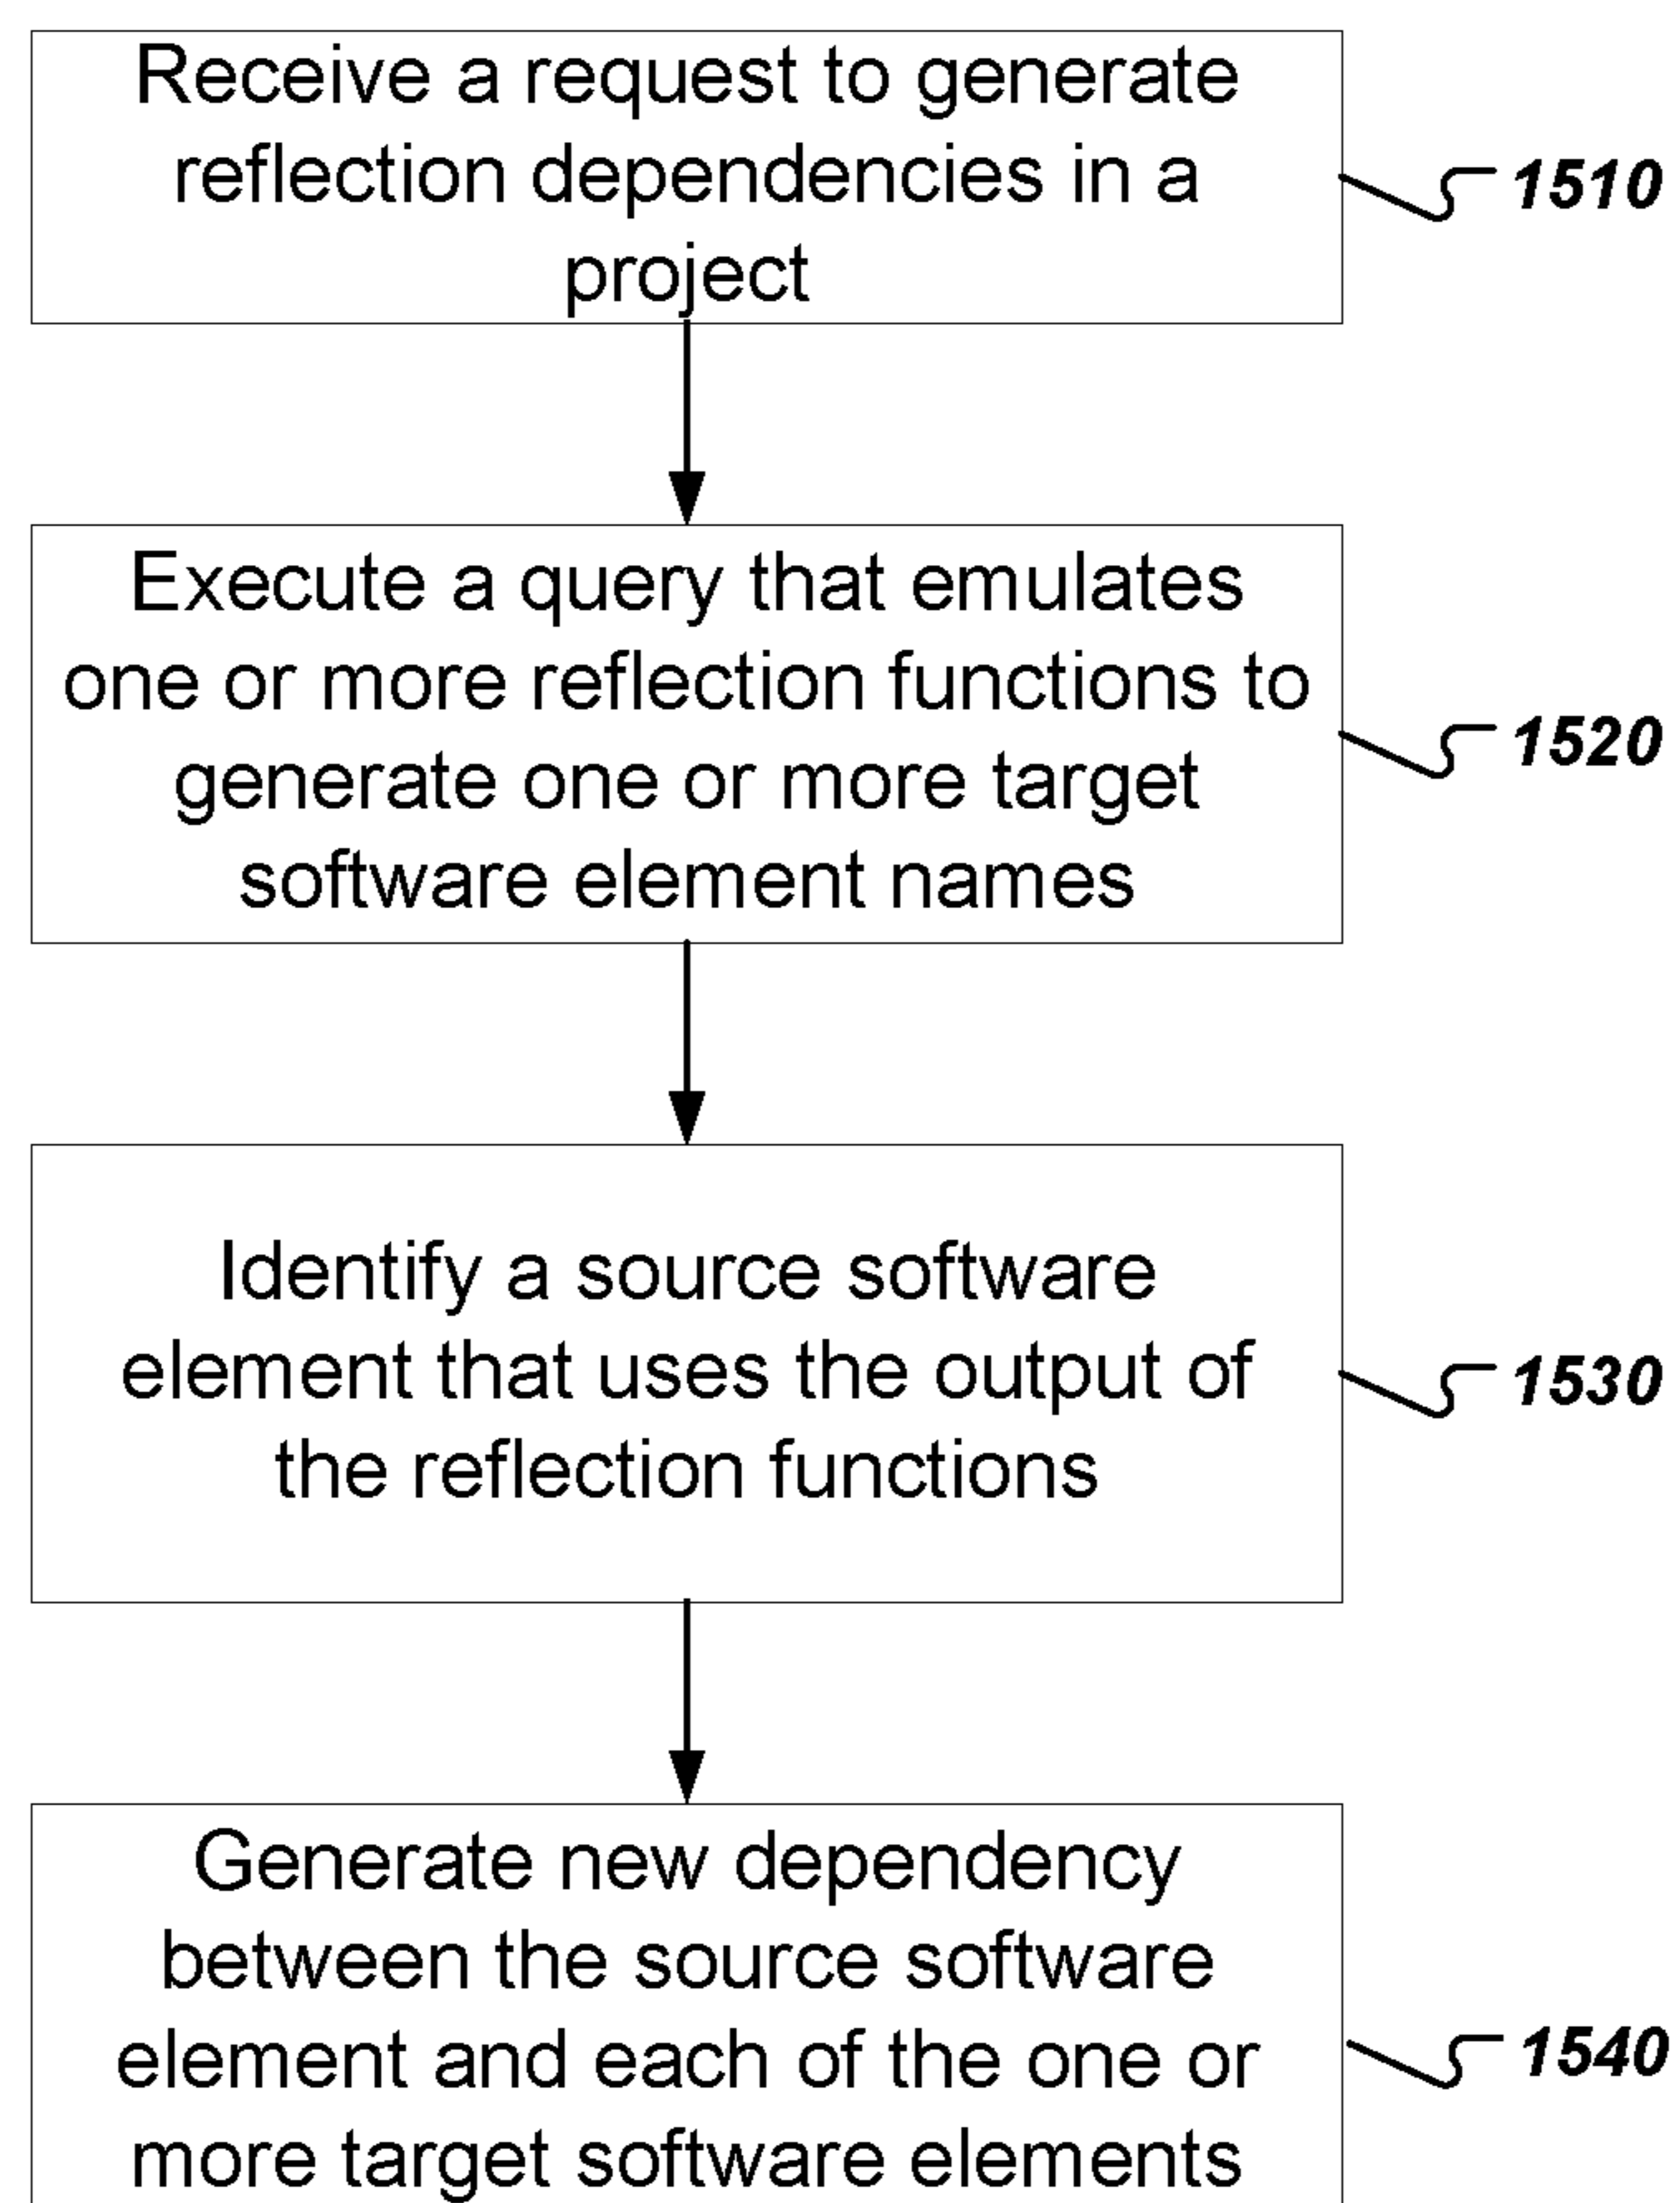 Receive a request to generate
reflection dependencies in a
project
1510
Execute a query that emulates
one or more reflection functions to
generate one or more target
software element names
1520
Identify a source software
element that uses the output of
the reflection functions
1530
Generate new dependency
between the source software
element and each of the one or
more target software elements
1540